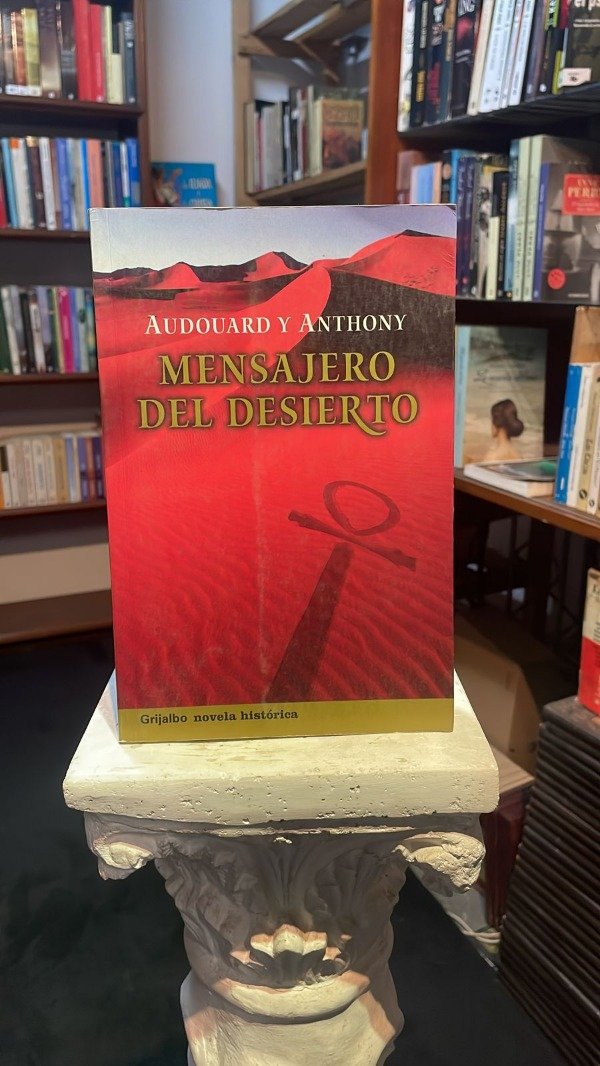 AUDOUARD Y ANTHONY
MENSAJERO
DEL DESIERTO
Grijalbo novela histórica